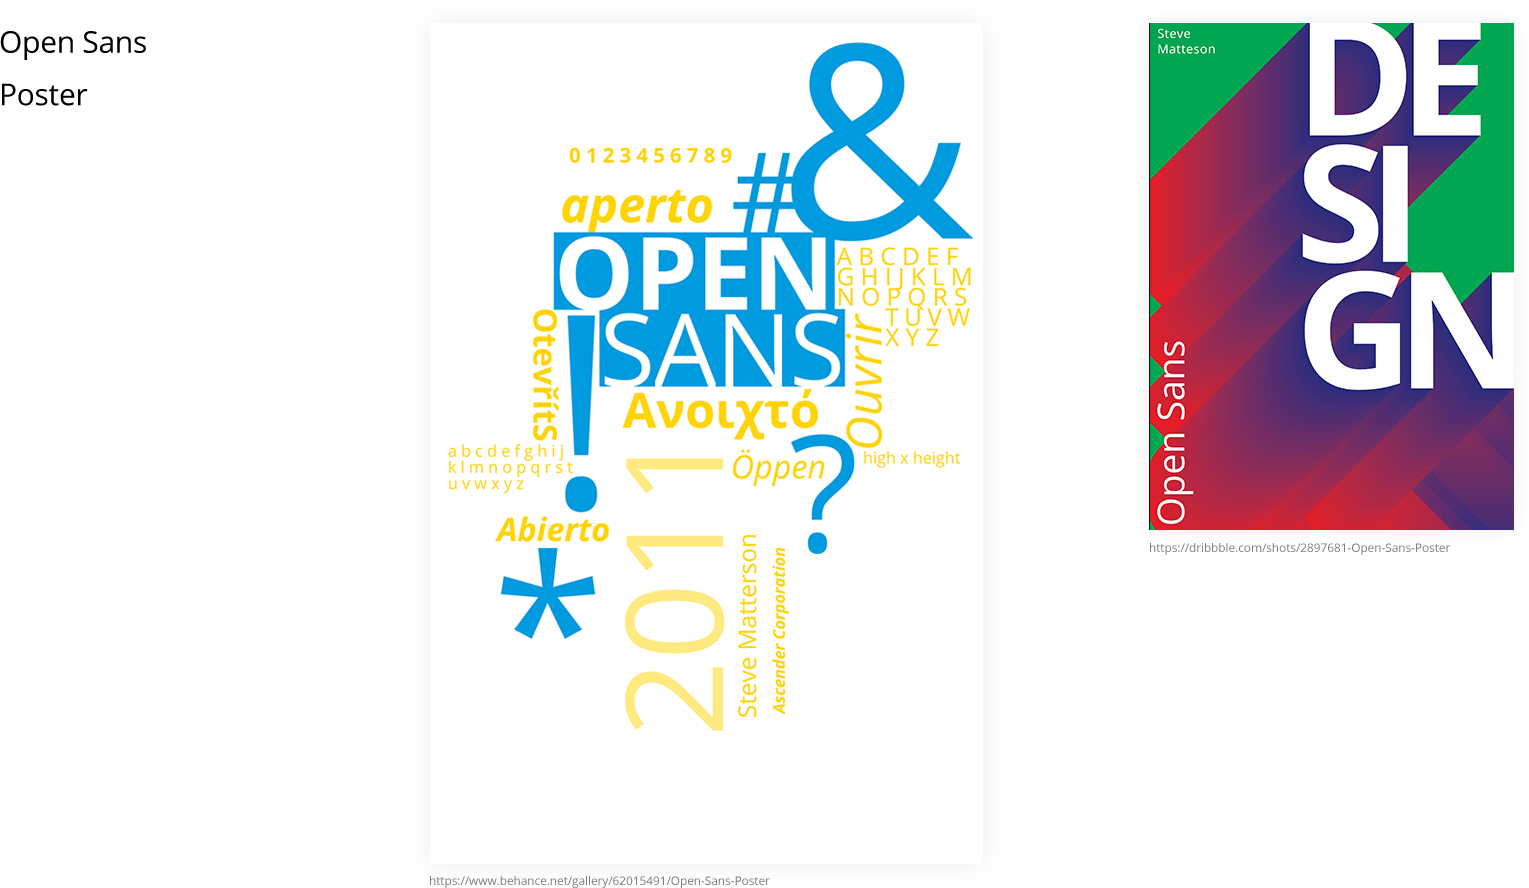 Open Sans
Poster
&
0 1 2 3 4 5 6 7 8 9
#
aperto
OPEN
SANS
A B C D E F
G H I J K L M
N O P Q R S
T U V W
X Y Z
OtevřítS
!
Ouvrir
Ανοιχτό
a b c d e f g h i j
k l m n o p q r s t
u v w x y z
Öppen
?
high x height
Abierto
*
2011
Steve Matterson
Ascender Corporation
https://www.behance.net/gallery/62015491/Open-Sans-Poster
Steve
Matteson
DE
SI
GN
Open Sans
https://dribbble.com/shots/2897681-Open-Sans-Poster